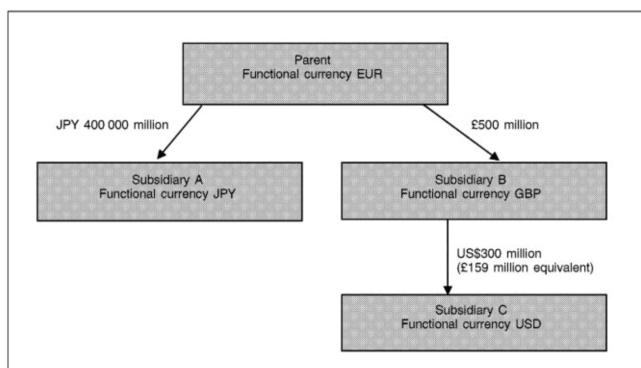 Parent
Functional currency EUR
JPY 400 000 million
£500 million
Subsidiary A
Functional currency JPY
Subsidiary B
Functional currency GBP
US$300 million
(£159 million equivalent)
Subsidiary C
Functional currency USD